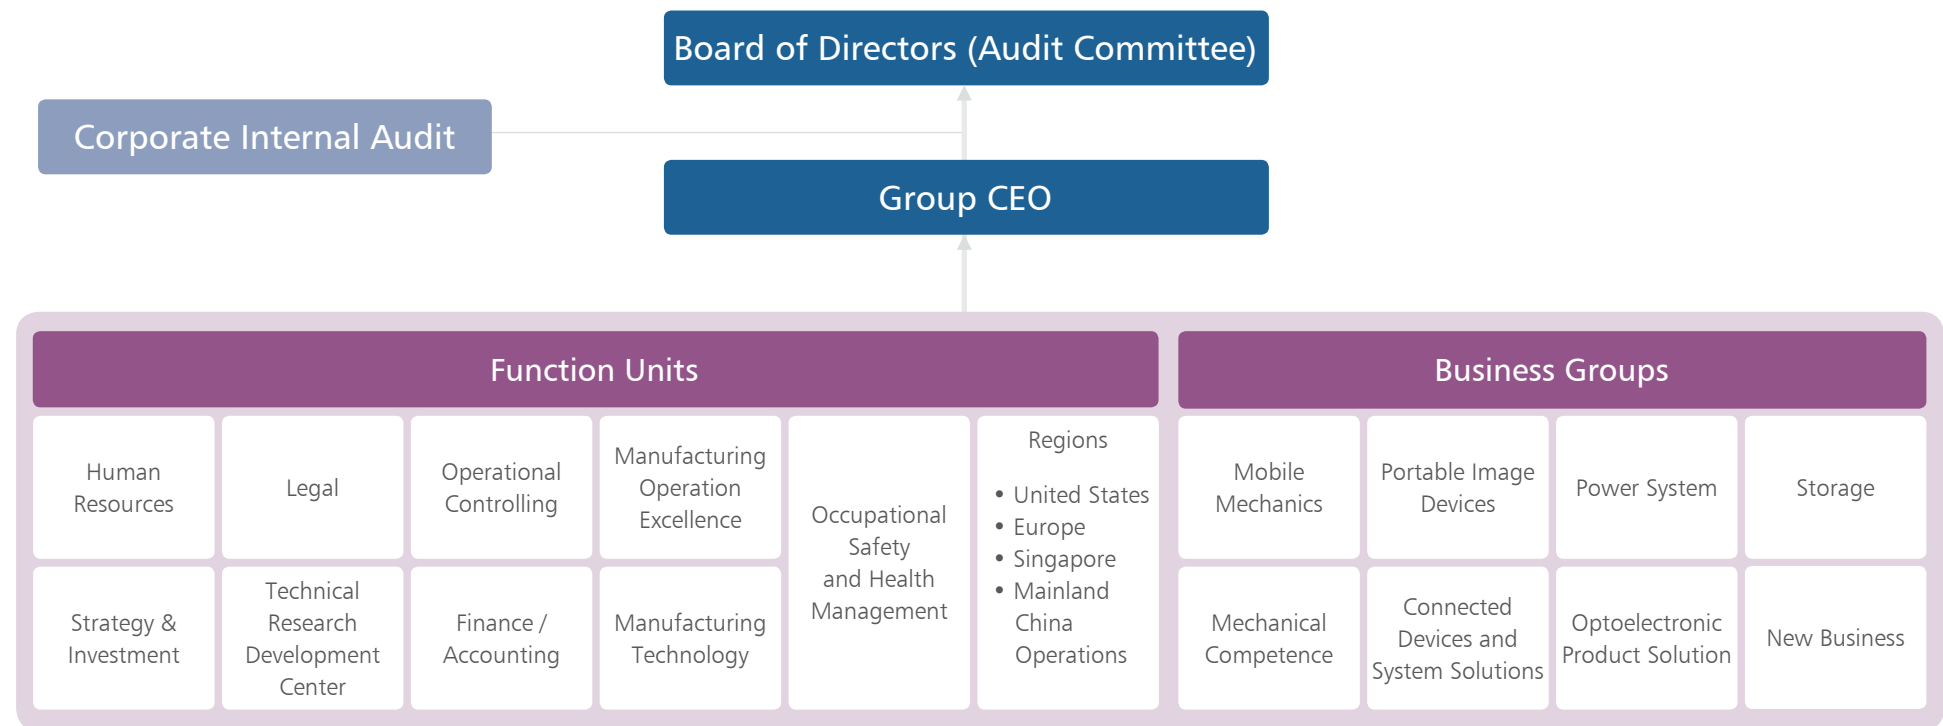 Board of Directors (Audit Committee)
Corporate Internal Audit
Group CEO
Function Units
Human
Resources
Legal
Operational
Controlling
Manufacturing
Operation
Excellence
Occupational
Safety
and Health
Management
Regions
• United States
• Europe
• Singapore
• Mainland
China
Operations
Strategy &
Investment
Technical
Research
Development
Center
Finance /
Accounting
Manufacturing
Technology
Business Groups
Mobile
Mechanics
Portable Image
Devices
Power System
Storage
Mechanical
Competence
Connected
Devices and
System Solutions
Optoelectronic
Product Solution
New Business